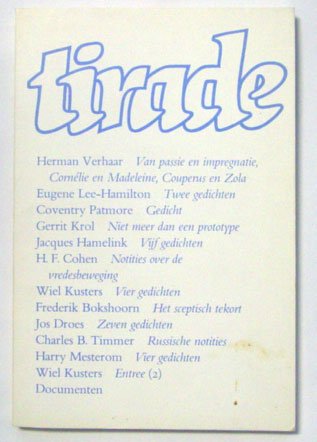 tirade
Herman Verhaar Van passie en impregnatie,
Cornélie en Madeleine, Couperus en Zola
Eugene Lee-Hamilton Twee gedichten
Coventry Patmore Gedicht
Gerrit Krol Niet meer dan een prototype
Jacques Hamelink Vijf gedichten
H. F. Cohen Notities over de
vredesbeweging
Wiel Kusters Vier gedichten
Frederik Bokshoorn Het sceptisch tekort
Jos Droes Zeven gedichten
Charles B. Timmer Russische notities
Harry Mesterom Vier gedichten
Wiel Kusters Entree (2)
Documenten